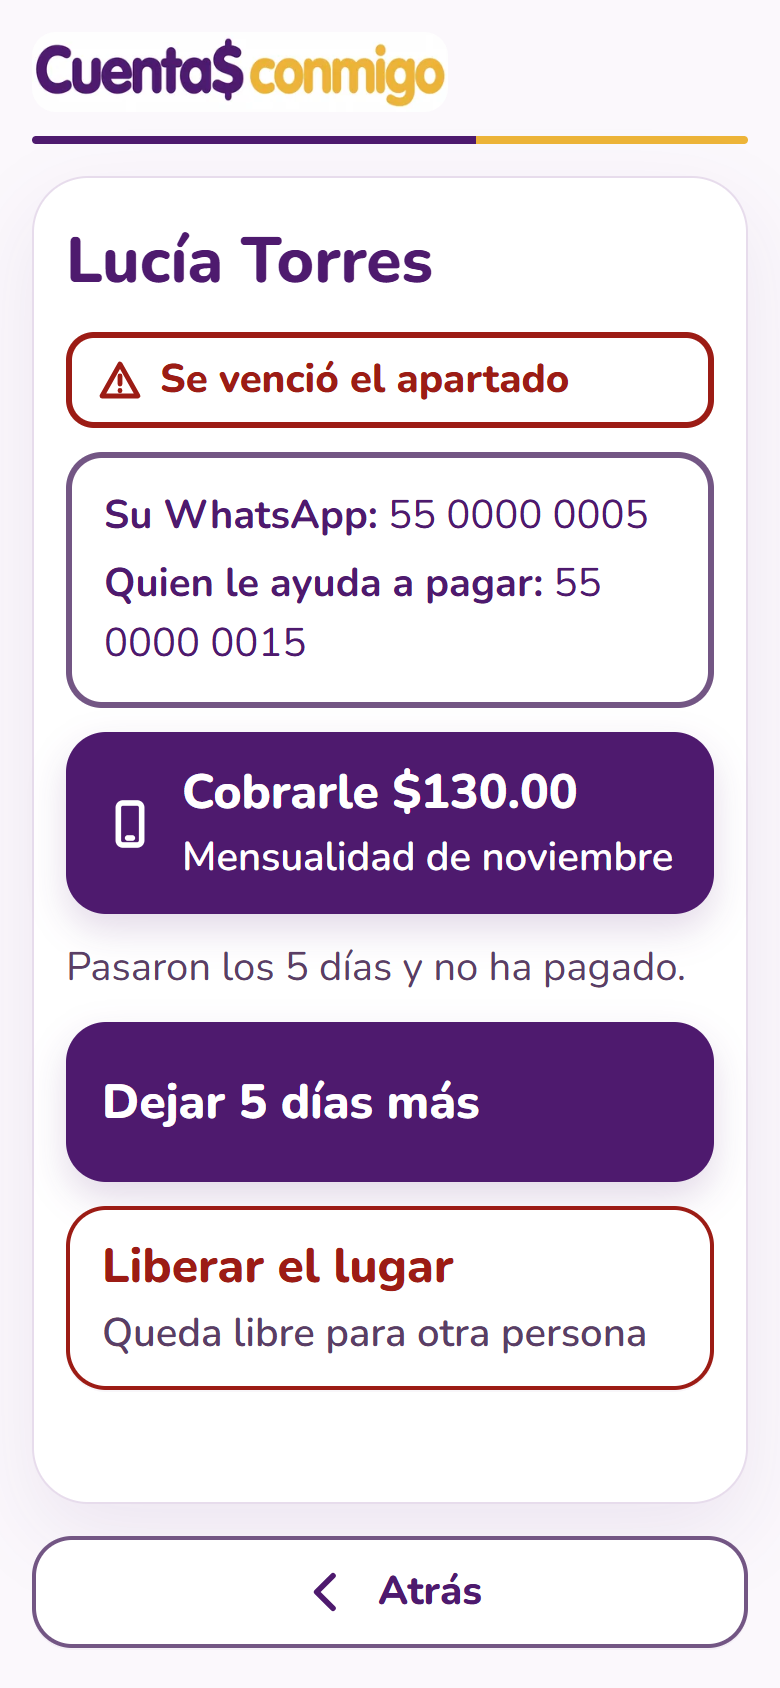 Cuenta$ conmigo
Lucía Torres
Se venció el apartado
Su WhatsApp: 55 0000 0005
Quien le ayuda a pagar: 55
0000 0015
Cobrarle $130.00
Mensualidad de noviembre
Pasaron los 5 días y no ha pagado.
Dejar 5 días más
Liberar el lugar
Queda libre para otra persona
Atrás